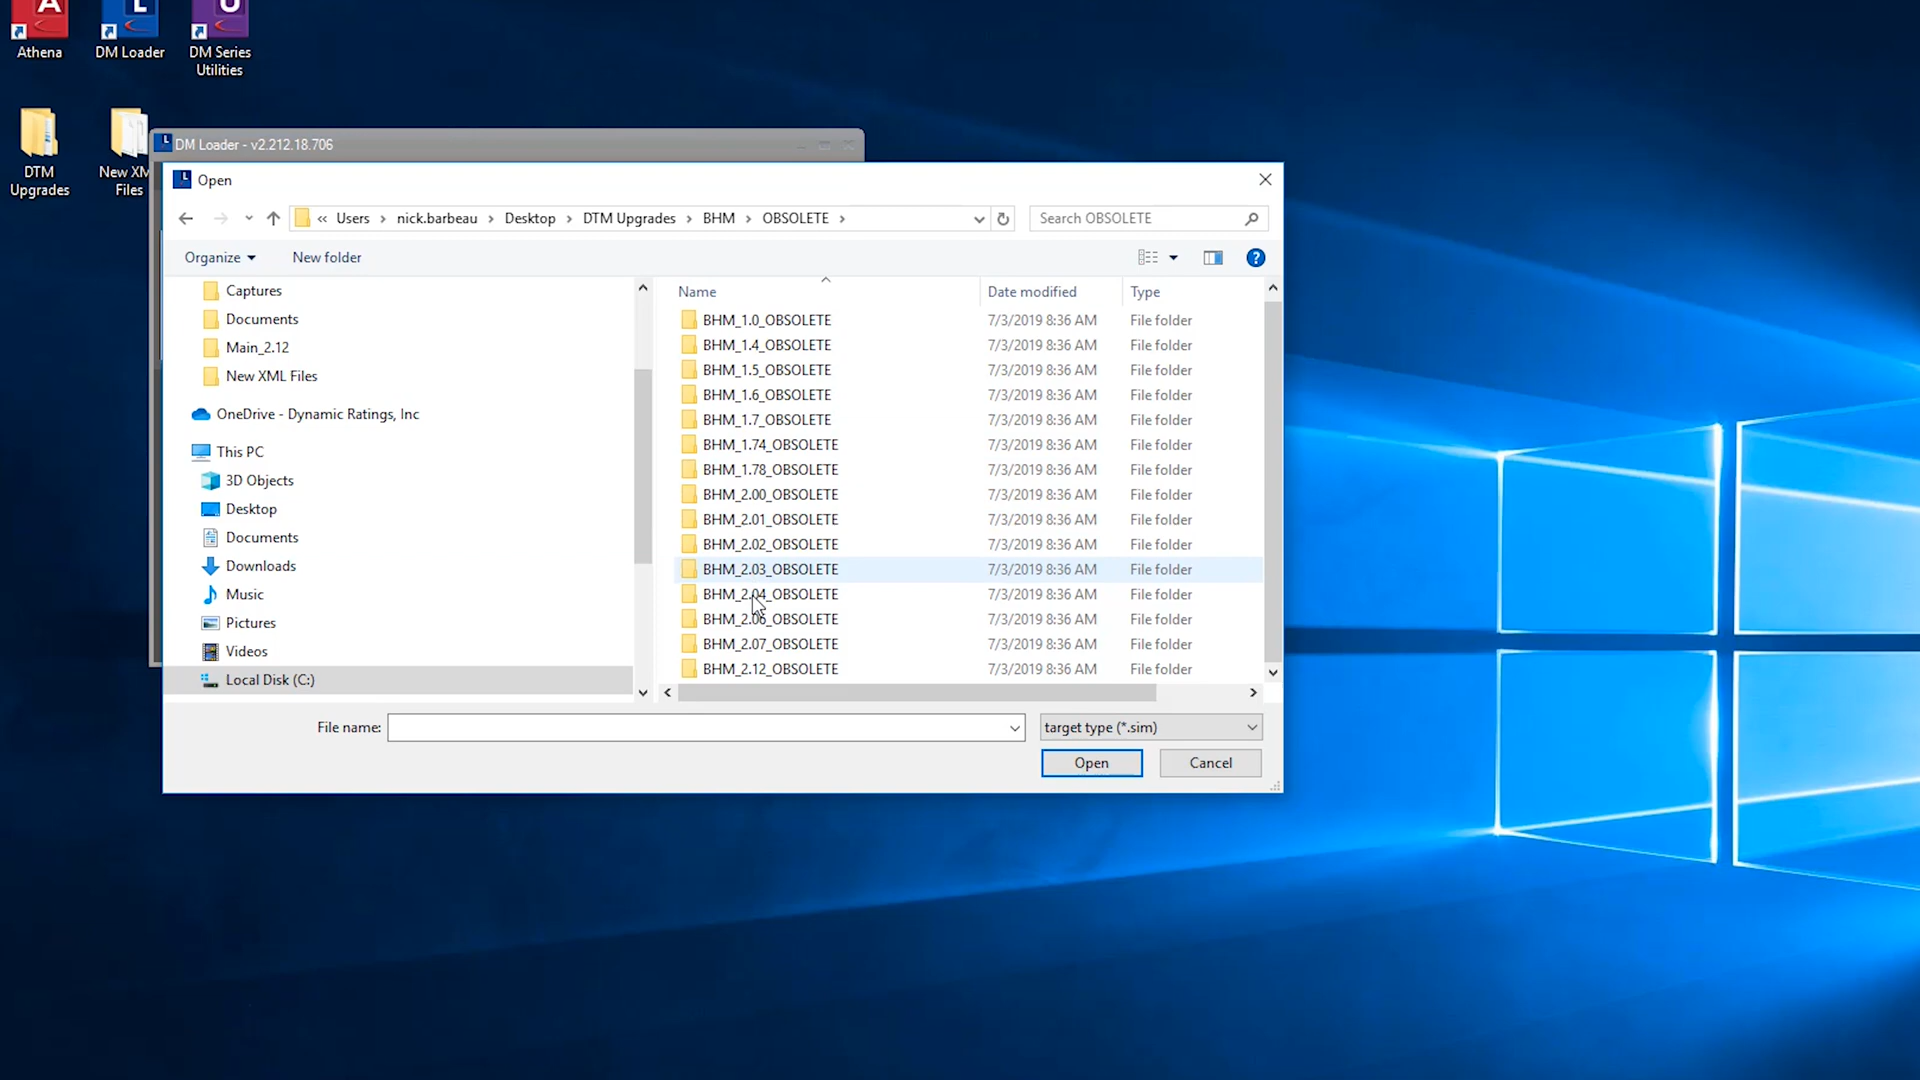 A
L
U
Athena
DM Loader
DM Series
Utilities
DTM
Upgrades
New XM
Files
L
DM Loader - v2.212.18.706
L
Open
« Users > nick.barbeau > Desktop > DTM Upgrades > BHM > OBSOLETE >
Search OBSOLETE
Organize
New folder
?
Captures
Documents
Main_2.12
New XML Files
OneDrive - Dynamic Ratings, Inc
This PC
3D Objects
Desktop
Documents
Downloads
Music
Pictures
Videos
Local Disk (C:)
Name Date modified Type
BHM_1.0_OBSOLETE 7/3/2019 8:36 AM File folder
BHM_1.4_OBSOLETE 7/3/2019 8:36 AM File folder
BHM_1.5_OBSOLETE 7/3/2019 8:36 AM File folder
BHM_1.6_OBSOLETE 7/3/2019 8:36 AM File folder
BHM_1.7_OBSOLETE 7/3/2019 8:36 AM File folder
BHM_1.74_OBSOLETE 7/3/2019 8:36 AM File folder
BHM_1.78_OBSOLETE 7/3/2019 8:36 AM File folder
BHM_2.00_OBSOLETE 7/3/2019 8:36 AM File folder
BHM_2.01_OBSOLETE 7/3/2019 8:36 AM File folder
BHM_2.02_OBSOLETE 7/3/2019 8:36 AM File folder
BHM_2.03_OBSOLETE 7/3/2019 8:36 AM File folder
BHM_2.04_OBSOLETE 7/3/2019 8:36 AM File folder
BHM_2.06_OBSOLETE 7/3/2019 8:36 AM File folder
BHM_2.07_OBSOLETE 7/3/2019 8:36 AM File folder
BHM_2.12_OBSOLETE 7/3/2019 8:36 AM File folder
File name:
target type (*.sim)
Open
Cancel